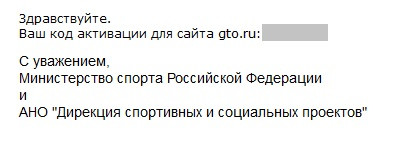 Здравствуйте.
Ваш код активации для сайта gto.ru:
С уважением,
Министерство спорта Российской Федерации
и
АНО "Дирекция спортивных и социальных проектов"